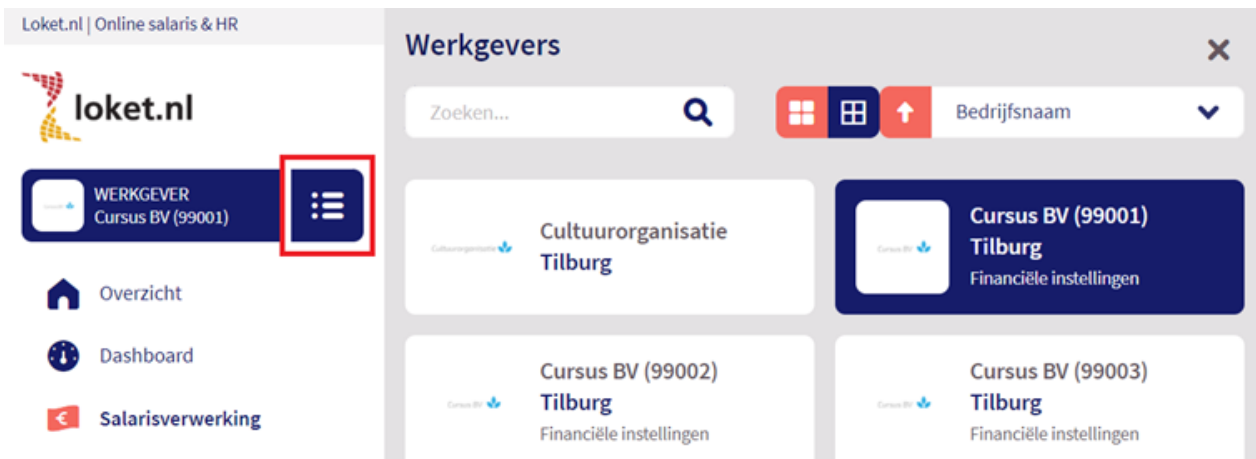 Loket.nl | Online salaris & HR
loket.nl
WERKGEVER
Cursus BV (99001)
Overzicht
Dashboard
Salarisverwerking
Werkgevers
Zoeken...
Bedrijfsnaam
Cultuurorganisatie
Tilburg
Cursus BV (99001)
Tilburg
Financiële instellingen
Cursus BV (99002)
Tilburg
Financiële instellingen
Cursus BV (99003)
Tilburg
Financiële instellingen